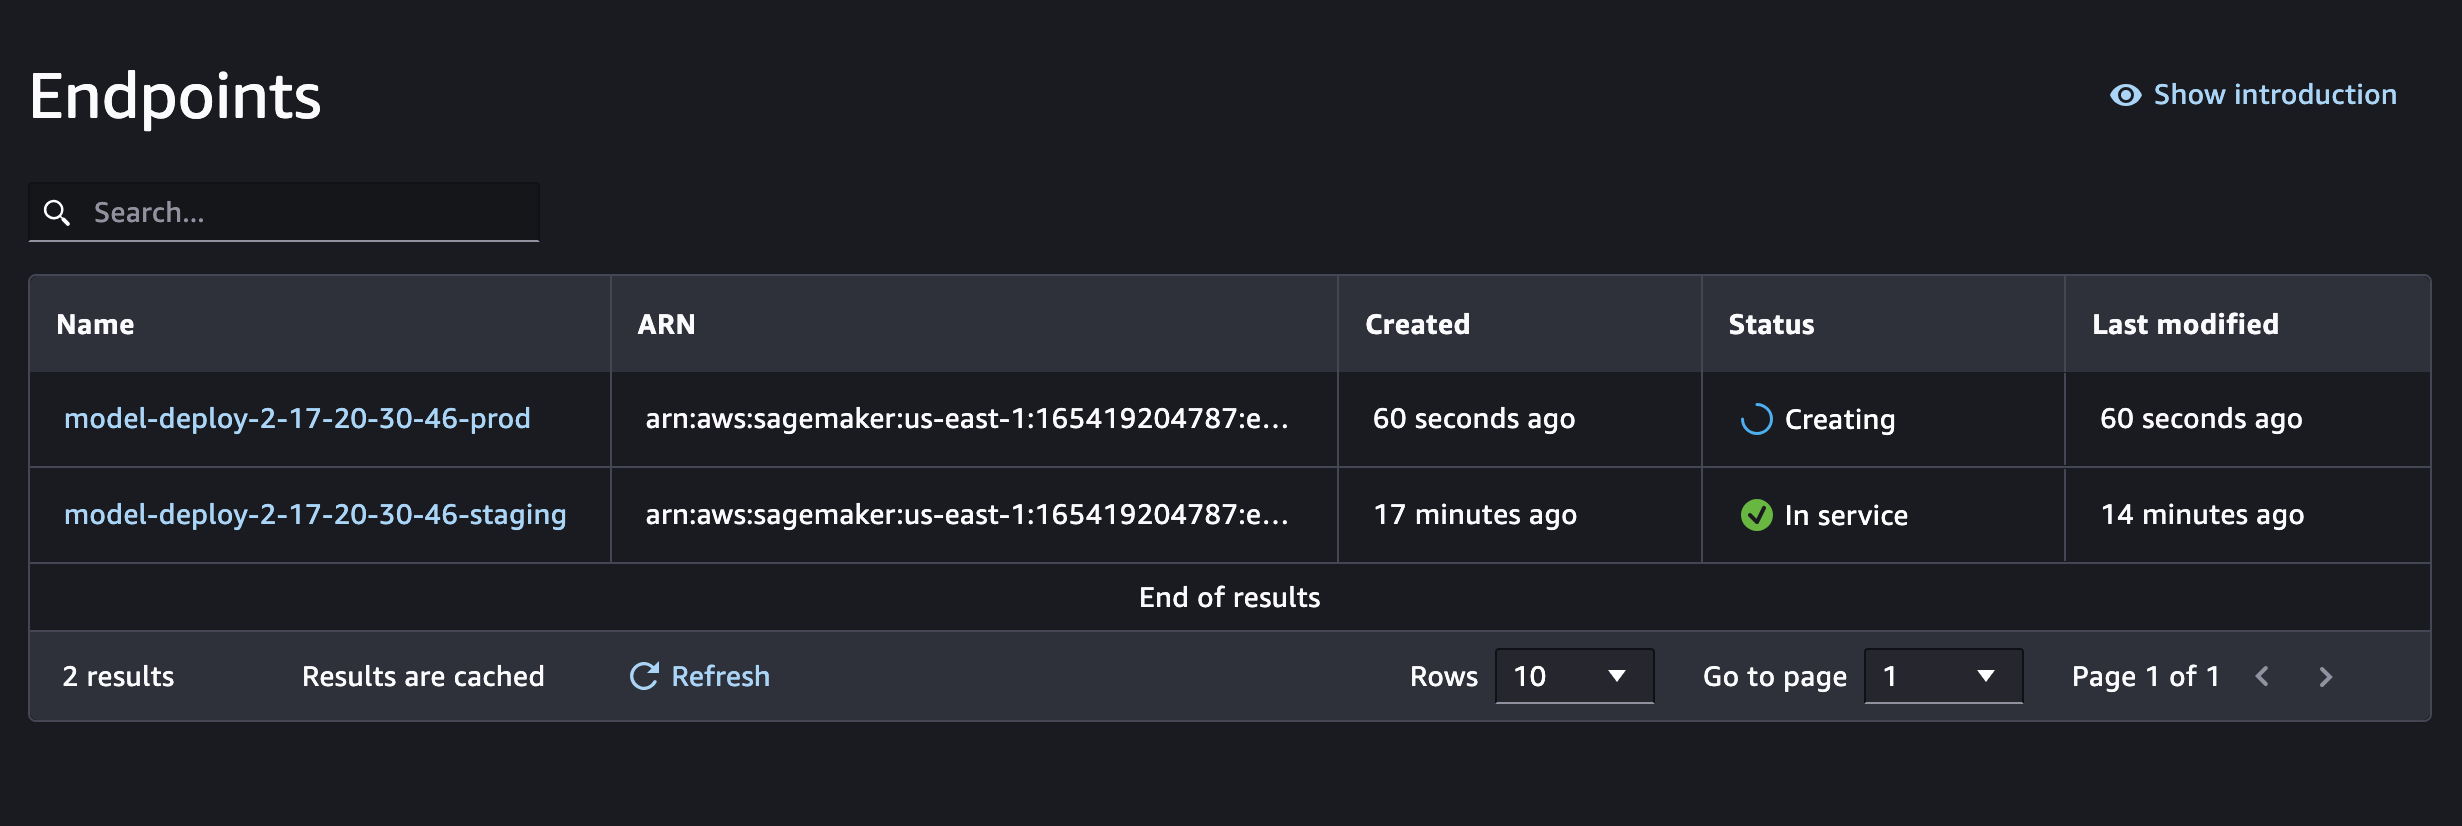 Endpoints
Show introduction
Search...
Name ARN Created Status Last modified
model-deploy-2-17-20-30-46-prod arn:aws:sagemaker:us-east-1:165419204787:e... 60 seconds ago Creating 60 seconds ago
model-deploy-2-17-20-30-46-staging arn:aws:sagemaker:us-east-1:165419204787:e... 17 minutes ago In service 14 minutes ago
End of results
2 results Results are cached Refresh Rows 10 Go to page 1 Page 1 of 1